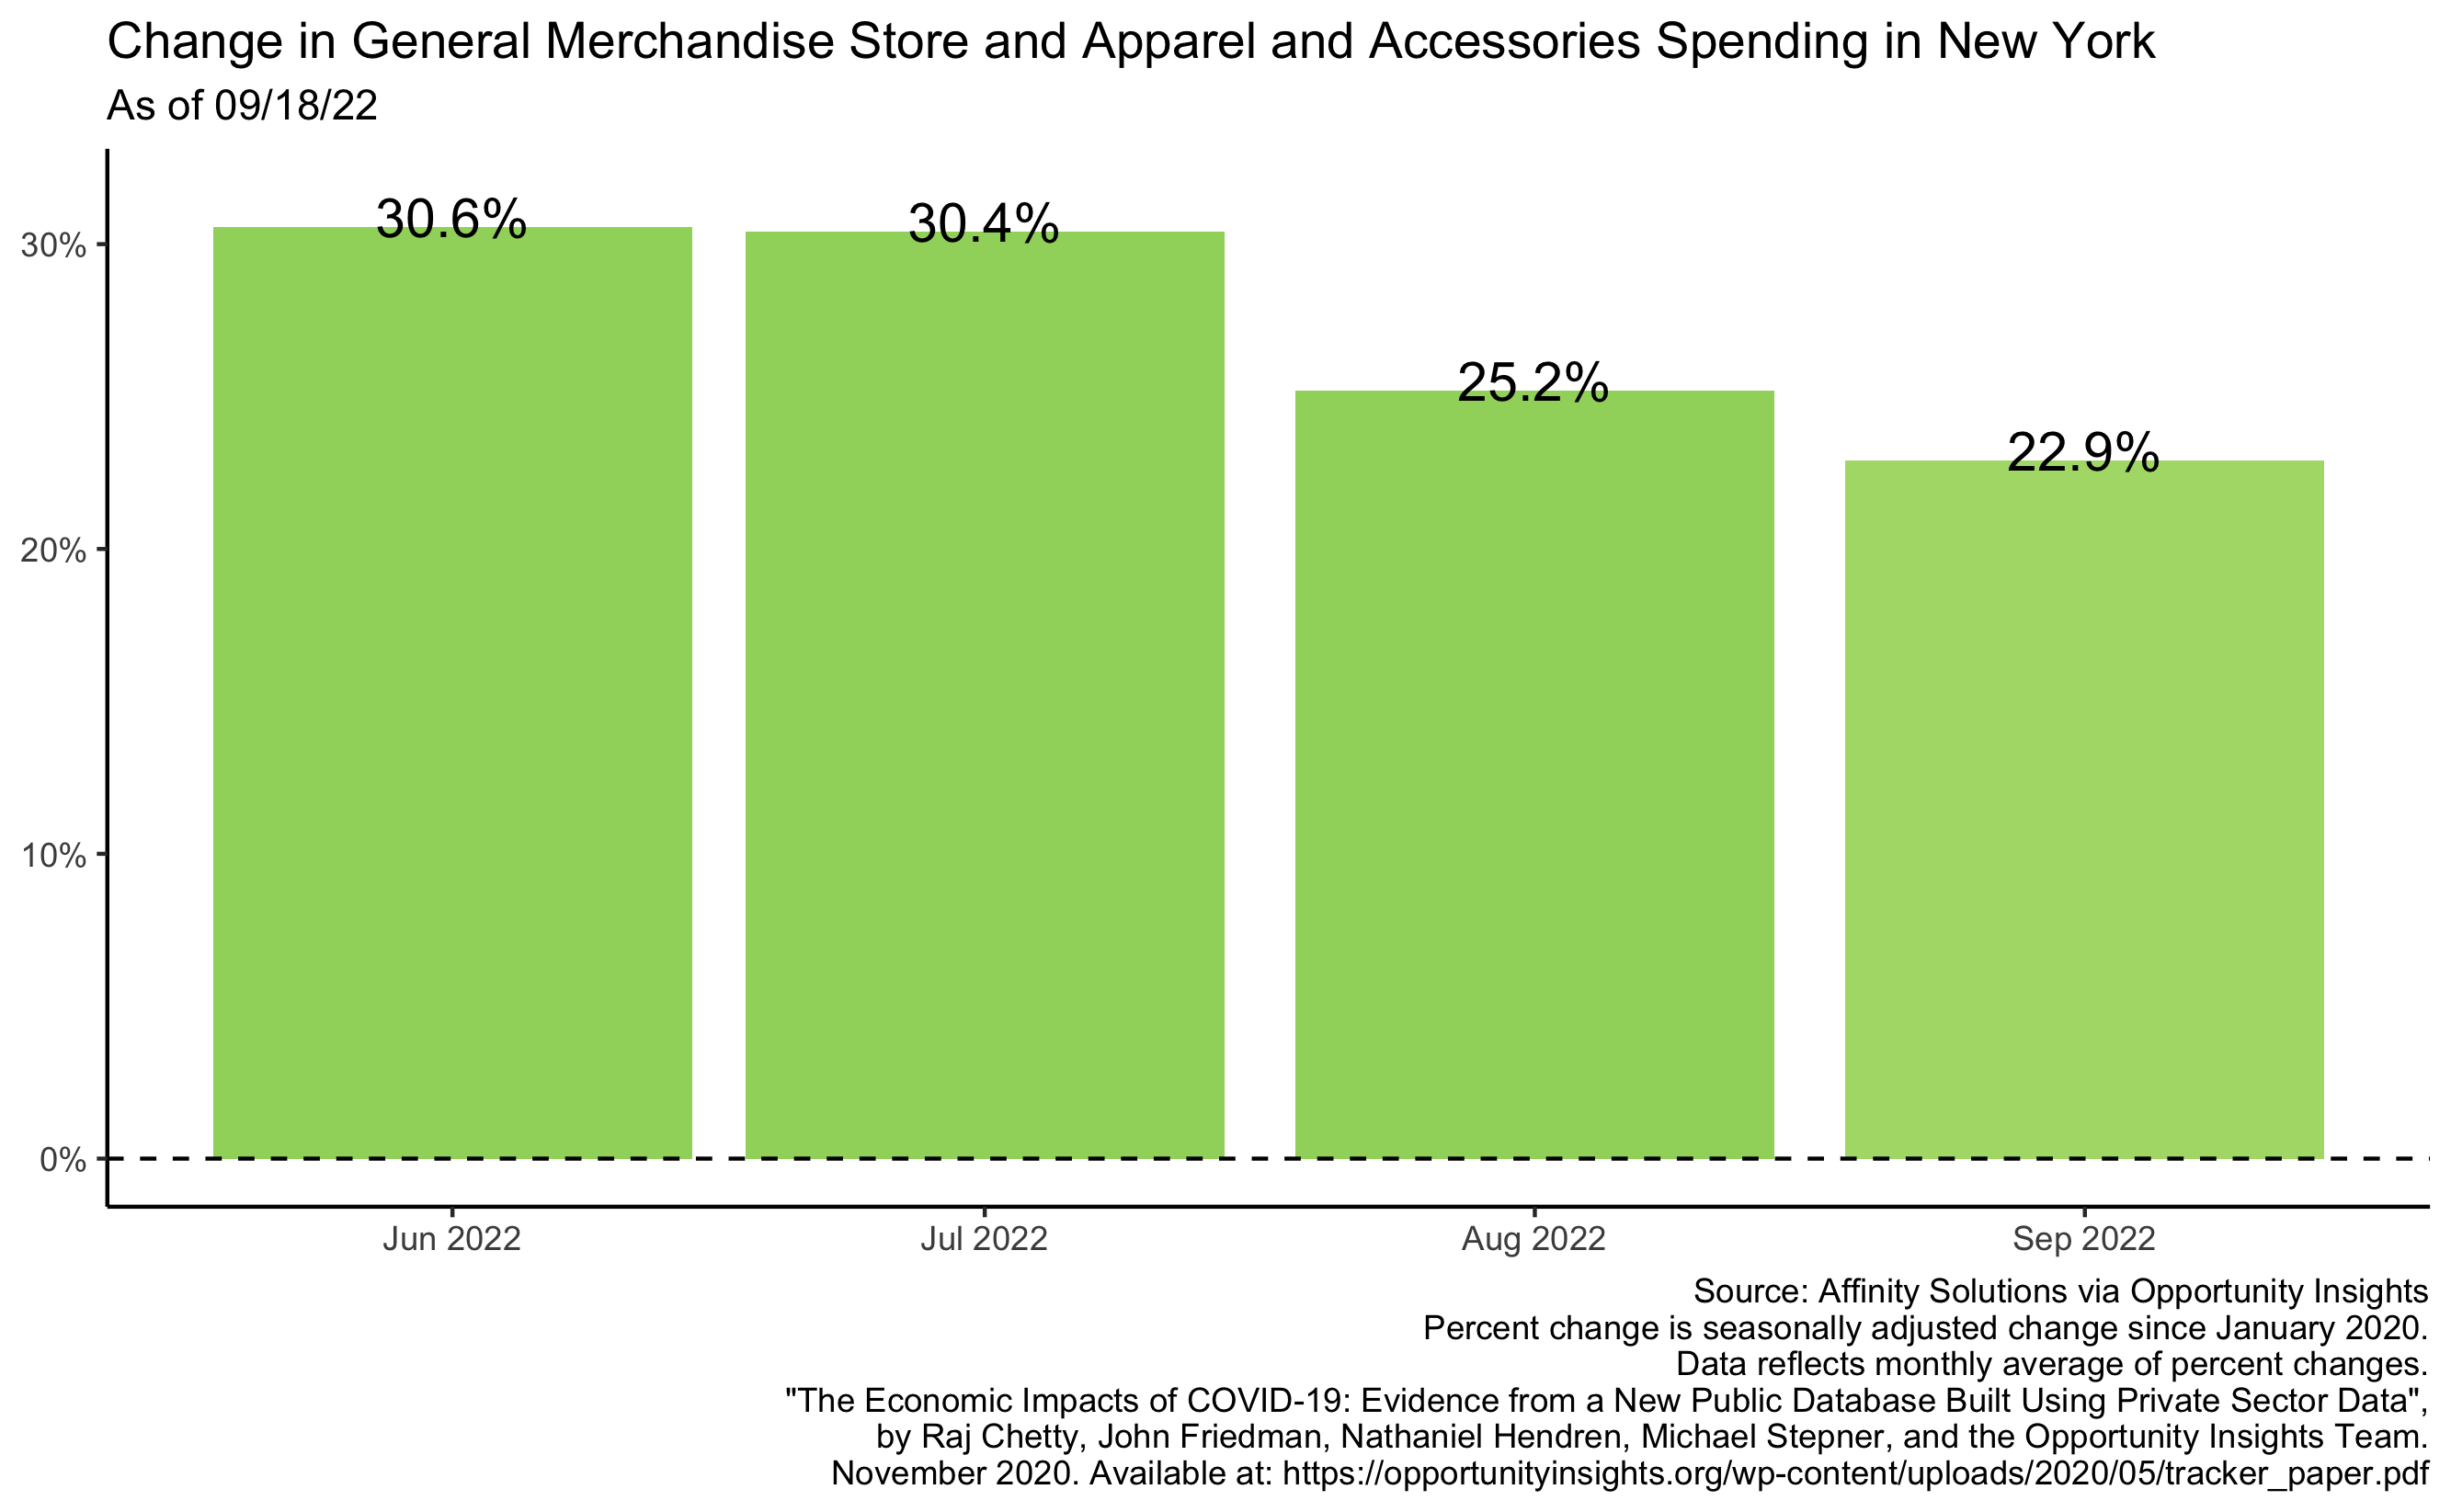 Change in General Merchandise Store and Apparel and Accessories Spending in New York
As of 09/18/22
30.6%
30.4%
25.2%
22.9%
30%
20%
10%
0%
Jun 2022
Jul 2022
Aug 2022
Sep 2022
Source: Affinity Solutions via Opportunity Insights
Percent change is seasonally adjusted change since January 2020.
Data reflects monthly average of percent changes.
"The Economic Impacts of COVID-19: Evidence from a New Public Database Built Using Private Sector Data",
by Raj Chetty, John Friedman, Nathaniel Hendren, Michael Stepner, and the Opportunity Insights Team.
November 2020. Available at: https://opportunityinsights.org/wp-content/uploads/2020/05/tracker_paper.pdf